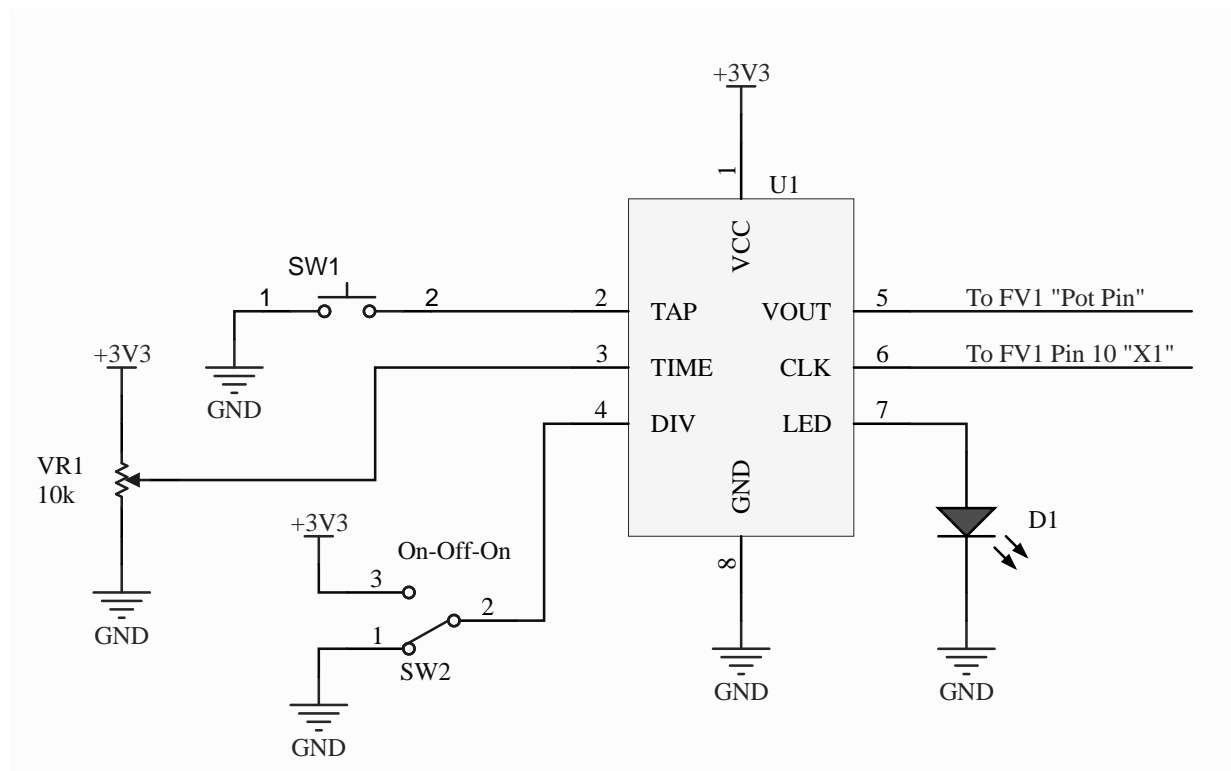 +3V3
1
U1
VCC
SW1
1
2
2
TAP
VOUT
5
To FV1 "Pot Pin"
+3V3
GND
3
TIME
CLK
6
To FV1 Pin 10 "X1"
4
DIV
LED
7
VR1
10k
GND
+3V3
On-Off-On
D1
3
2
8
1
SW2
GND
GND
GND
GND